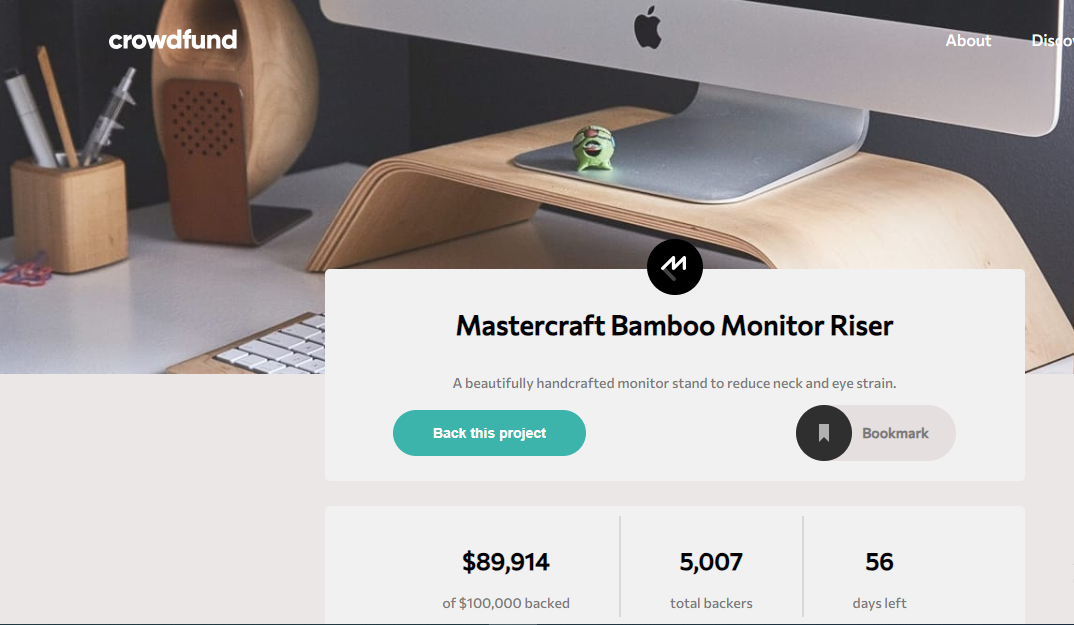 crowdfund
About
Mastercraft Bamboo Monitor Riser
A beautifully handcrafted monitor stand to reduce neck and eye strain.
Back this project
Bookmark
$89,914
5,007
56
of $100,000 backed
total backers
days left